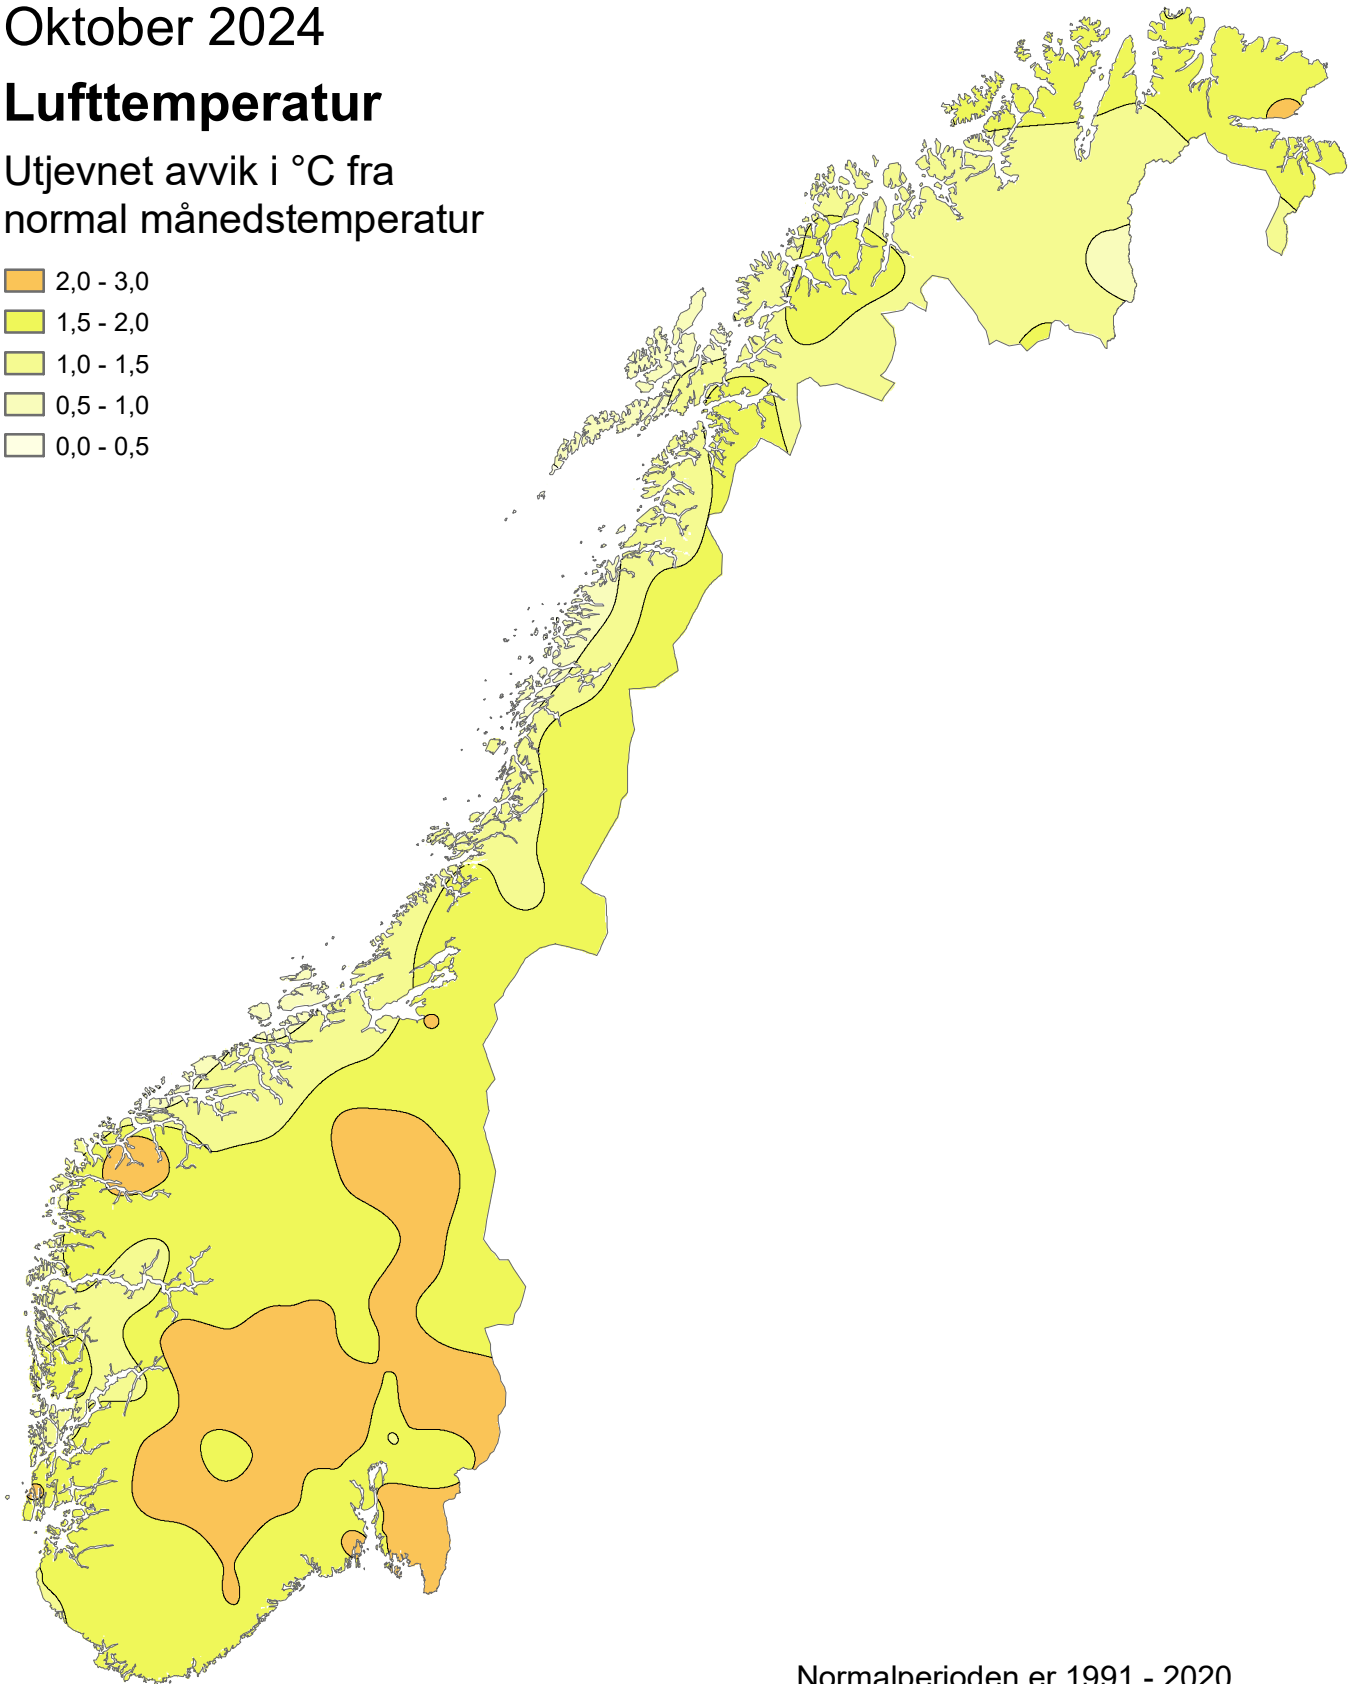 Oktober 2024
Lufttemperatur
Utjevnet avvik i °C fra
normal månedstemperatur
2,0 - 3,0
1,5 - 2,0
1,0 - 1,5
0,5 - 1,0
0,0 - 0,5
Normalperioden er 1991 - 2020